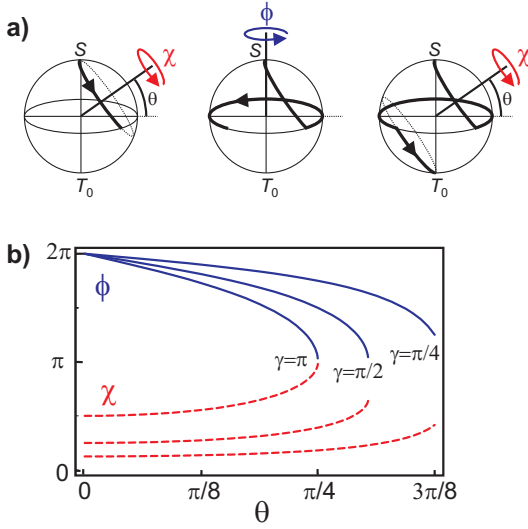 a)
S
χ
θ
T₀
ϕ
S
T₀
S
χ
θ
T₀
b)
2π
ϕ
π
γ=π
γ=π/2
γ=π/4
χ
0
0
π/8
π/4
3π/8
θ